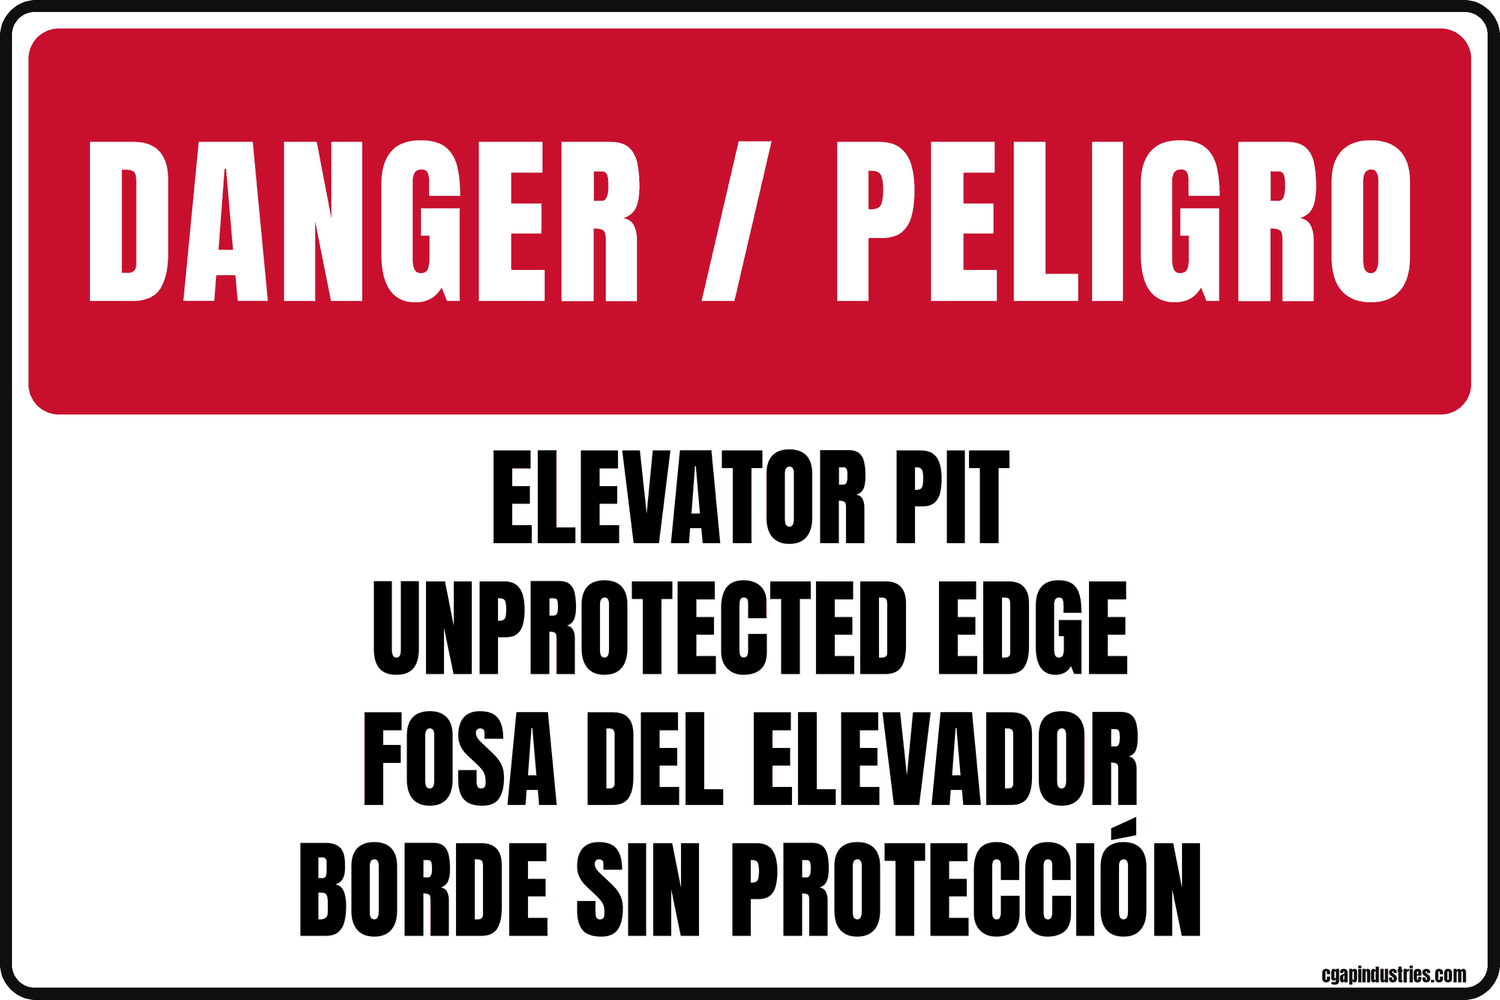 DANGER / PELIGRO
ELEVATOR PIT
UNPROTECTED EDGE
FOSA DEL ELEVADOR
BORDE SIN PROTECCIÓN
cgapindustries.com